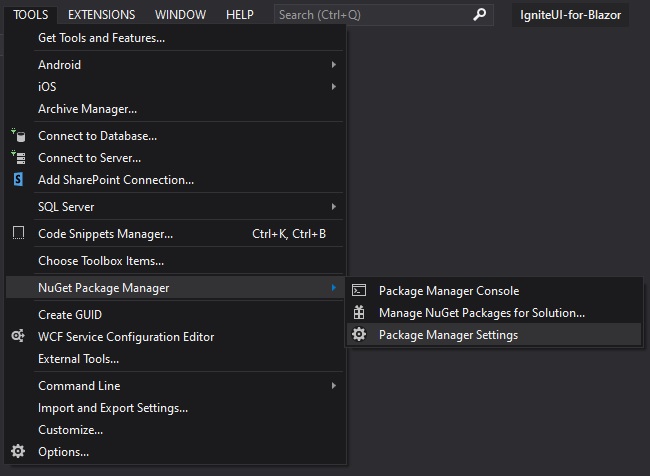 TOOLS EXTENSIONS WINDOW HELP Search (Ctrl+Q) IgniteUI-for-Blazor
Get Tools and Features...
Android
iOS
Archive Manager...
Connect to Database...
Connect to Server...
Add SharePoint Connection...
SQL Server
Code Snippets Manager... Ctrl+K, Ctrl+B
Choose Toolbox Items...
NuGet Package Manager
Package Manager Console
Manage NuGet Packages for Solution...
Package Manager Settings
Create GUID
WCF Service Configuration Editor
External Tools...
Command Line
Import and Export Settings...
Customize...
Options...